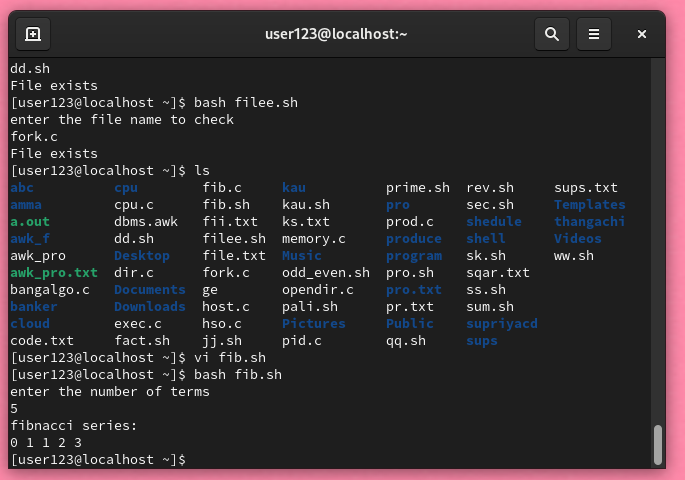 user123@localhost:~
dd.sh
File exists
[user123@localhost ~]$ bash filee.sh
enter the file name to check
fork.c
File exists
[user123@localhost ~]$ ls
abc cpu fib.c kau prime.sh rev.sh sups.txt
amma cpu.c fib.sh kau.sh pro sec.sh Templates
a.out dbms.awk fii.txt ks.txt prod.c shedule thangachi
awk_f dd.sh filee.sh memory.c produce shell Videos
awk_pro Desktop file.txt Music program sk.sh ww.sh
awk_pro.txt dir.c fork.c odd_even.sh pro.sh sqar.txt
bangalgo.c Documents ge opendir.c pro.txt ss.sh
banker Downloads host.c pali.sh pr.txt sum.sh
cloud exec.c hso.c Pictures Public supriyacd
code.txt fact.sh jj.sh pid.c qq.sh sups
[user123@localhost ~]$ vi fib.sh
[user123@localhost ~]$ bash fib.sh
enter the number of terms
5
fibnacci series:
0 1 1 2 3
[user123@localhost ~]$